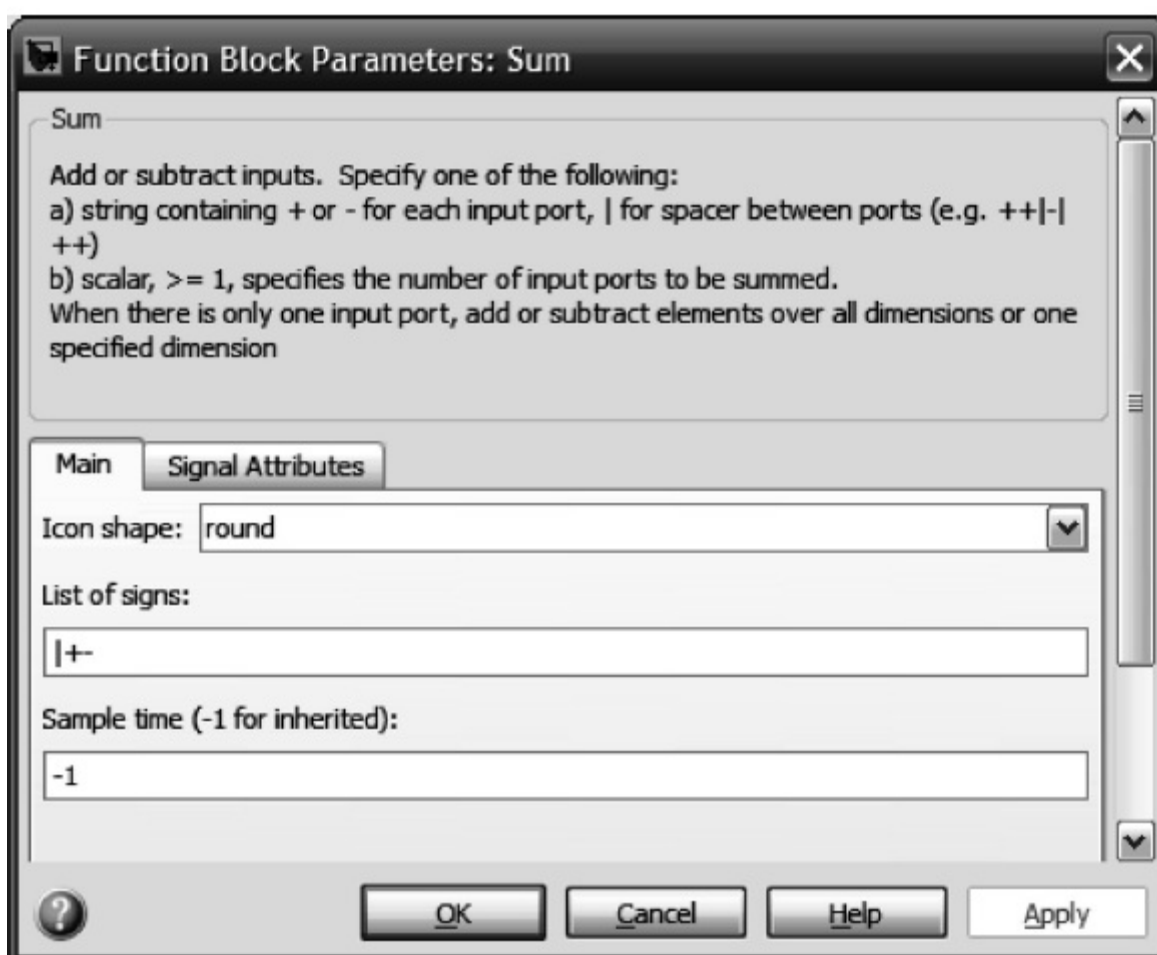 Function Block Parameters: Sum
Sum
Add or subtract inputs.  Specify one of the following:
a) string containing + or - for each input port, | for spacer between ports (e.g. ++|-|
++)
b) scalar, >= 1, specifies the number of input ports to be summed.
When there is only one input port, add or subtract elements over all dimensions or one
specified dimension
Main
Signal Attributes
Icon shape: round
List of signs:
|+-
Sample time (-1 for inherited):
-1
OK
Cancel
Help
Apply